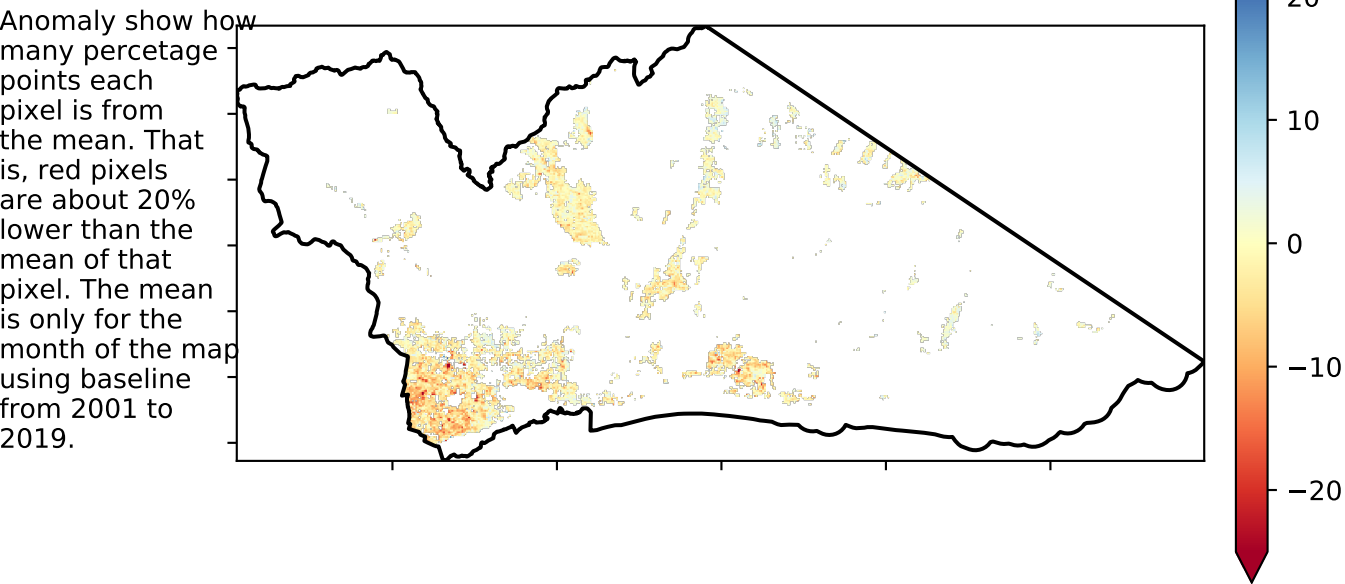 Anomaly show how
many percetage
points each
pixel is from
the mean. That
is, red pixels
are about 20%
lower than the
mean of that
pixel. The mean
is only for the
month of the map
using baseline
from 2001 to
2019.
20
10
0
−10
−20